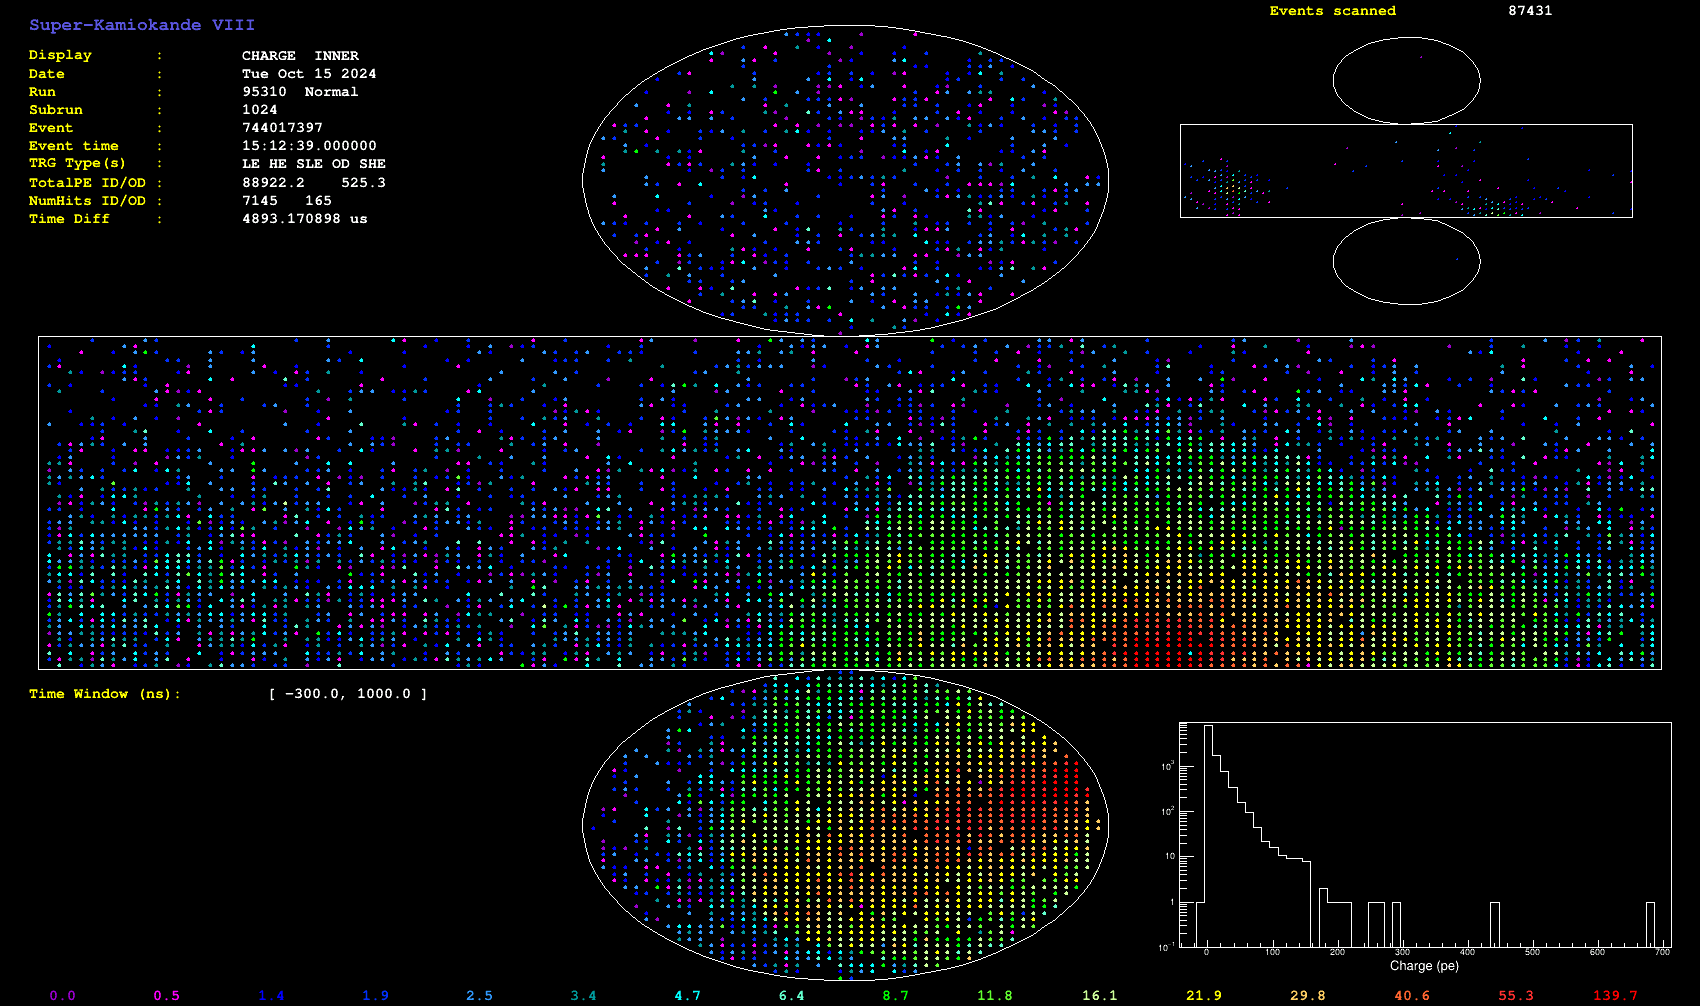 Super-Kamiokande VIII
Display : CHARGE INNER
Date : Tue Oct 15 2024
Run : 95310 Normal
Subrun : 1024
Event : 744017397
Event time : 15:12:39.000000
TRG Type(s) : LE HE SLE OD SHE
TotalPE ID/OD : 88922.2 525.3
NumHits ID/OD : 7145 165
Time Diff : 4893.170898 us
Events scanned 87431
Time Window (ns): [ -300.0, 1000.0 ]
10³
10²
10
1
10⁻¹
0 100 200 300 400 500 600 700
Charge (pe)
0.0 0.5 1.4 1.9 2.5 3.4 4.7 6.4 8.7 11.8 16.1 21.9 29.8 40.6 55.3 139.7